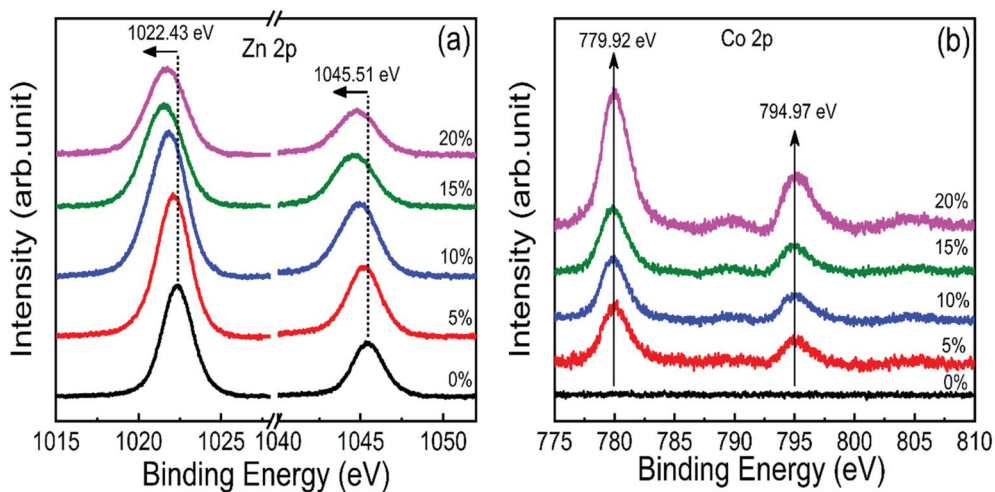 1022.43 eV
Zn 2p
(a)
1045.51 eV
20%
15%
10%
5%
0%
Intensity (arb.unit)
1015 1020 1025 1040 1045 1050
Binding Energy (eV)
779.92 eV
Co 2p
(b)
794.97 eV
20%
15%
10%
5%
0%
Intensity (arb.unit)
775 780 785 790 795 800 805 810
Binding Energy (eV)